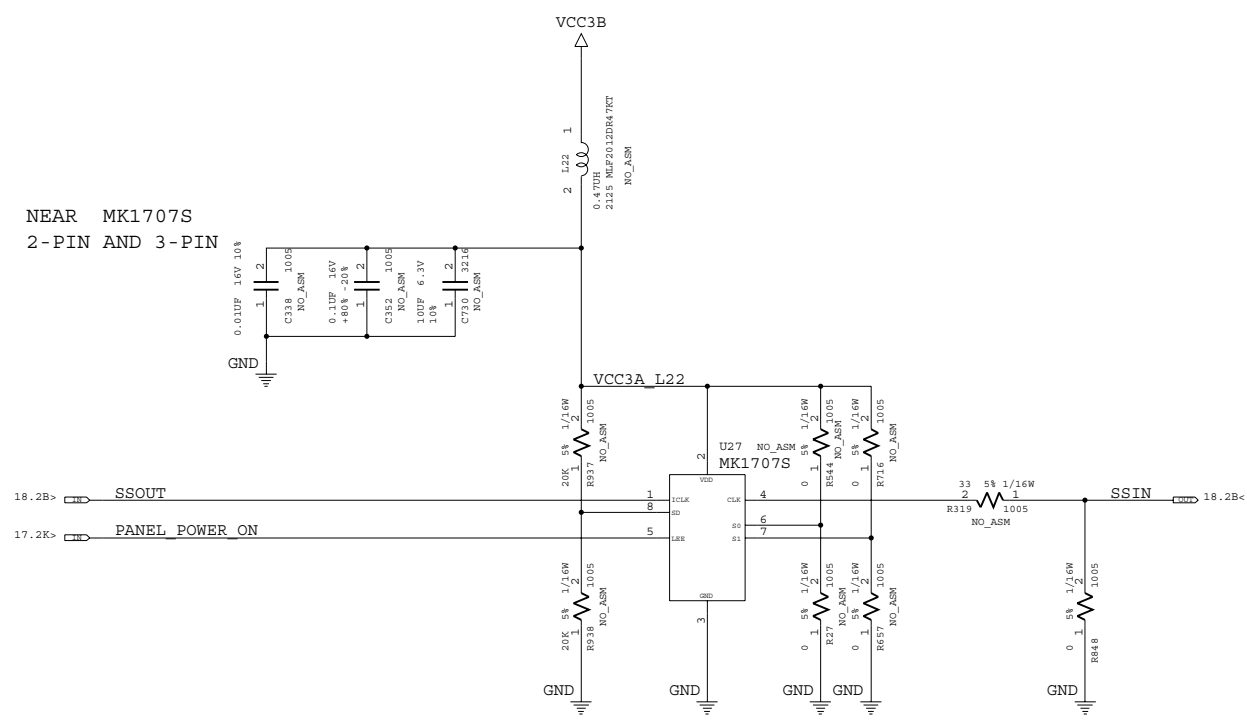 VCC3B
1
L22
2
0.47UH
2125 MLF2012DR47KT
NO_ASM
NEAR MK1707S
2-PIN AND 3-PIN
0.01UF 16V 10%
2
1
1005
C338
NO_ASM
0.1UF 16V
+80% -20%
2
1
1005
C352
NO_ASM
10UF 6.3V
10%
2
1
3216
C730
NO_ASM
GND
VCC3A_L22
20K 5% 1/16W
2
1
1005
R937
NO_ASM
U27 NO_ASM
MK1707S
2
VDD
0 5% 1/16W
2
1
1005
R544
NO_ASM
0 5% 1/16W
2
1
1005
R716
NO_ASM
18.2B> IN SSOUT
1 ICLK
8 SD
17.2K> IN PANEL_POWER_ON
5 LEE
CLK 4
S0 6
S1 7
GND
3
33 5% 1/16W
2 1
R319 1005
NO_ASM
SSIN OUT 18.2B<
20K 5% 1/16W
2
1
1005
R938
NO_ASM
0 5% 1/16W
2
1
1005
R27
NO_ASM
0 5% 1/16W
2
1
1005
R657
NO_ASM
0 5% 1/16W
2
1
1005
R848
GND
GND
GND
GND
GND